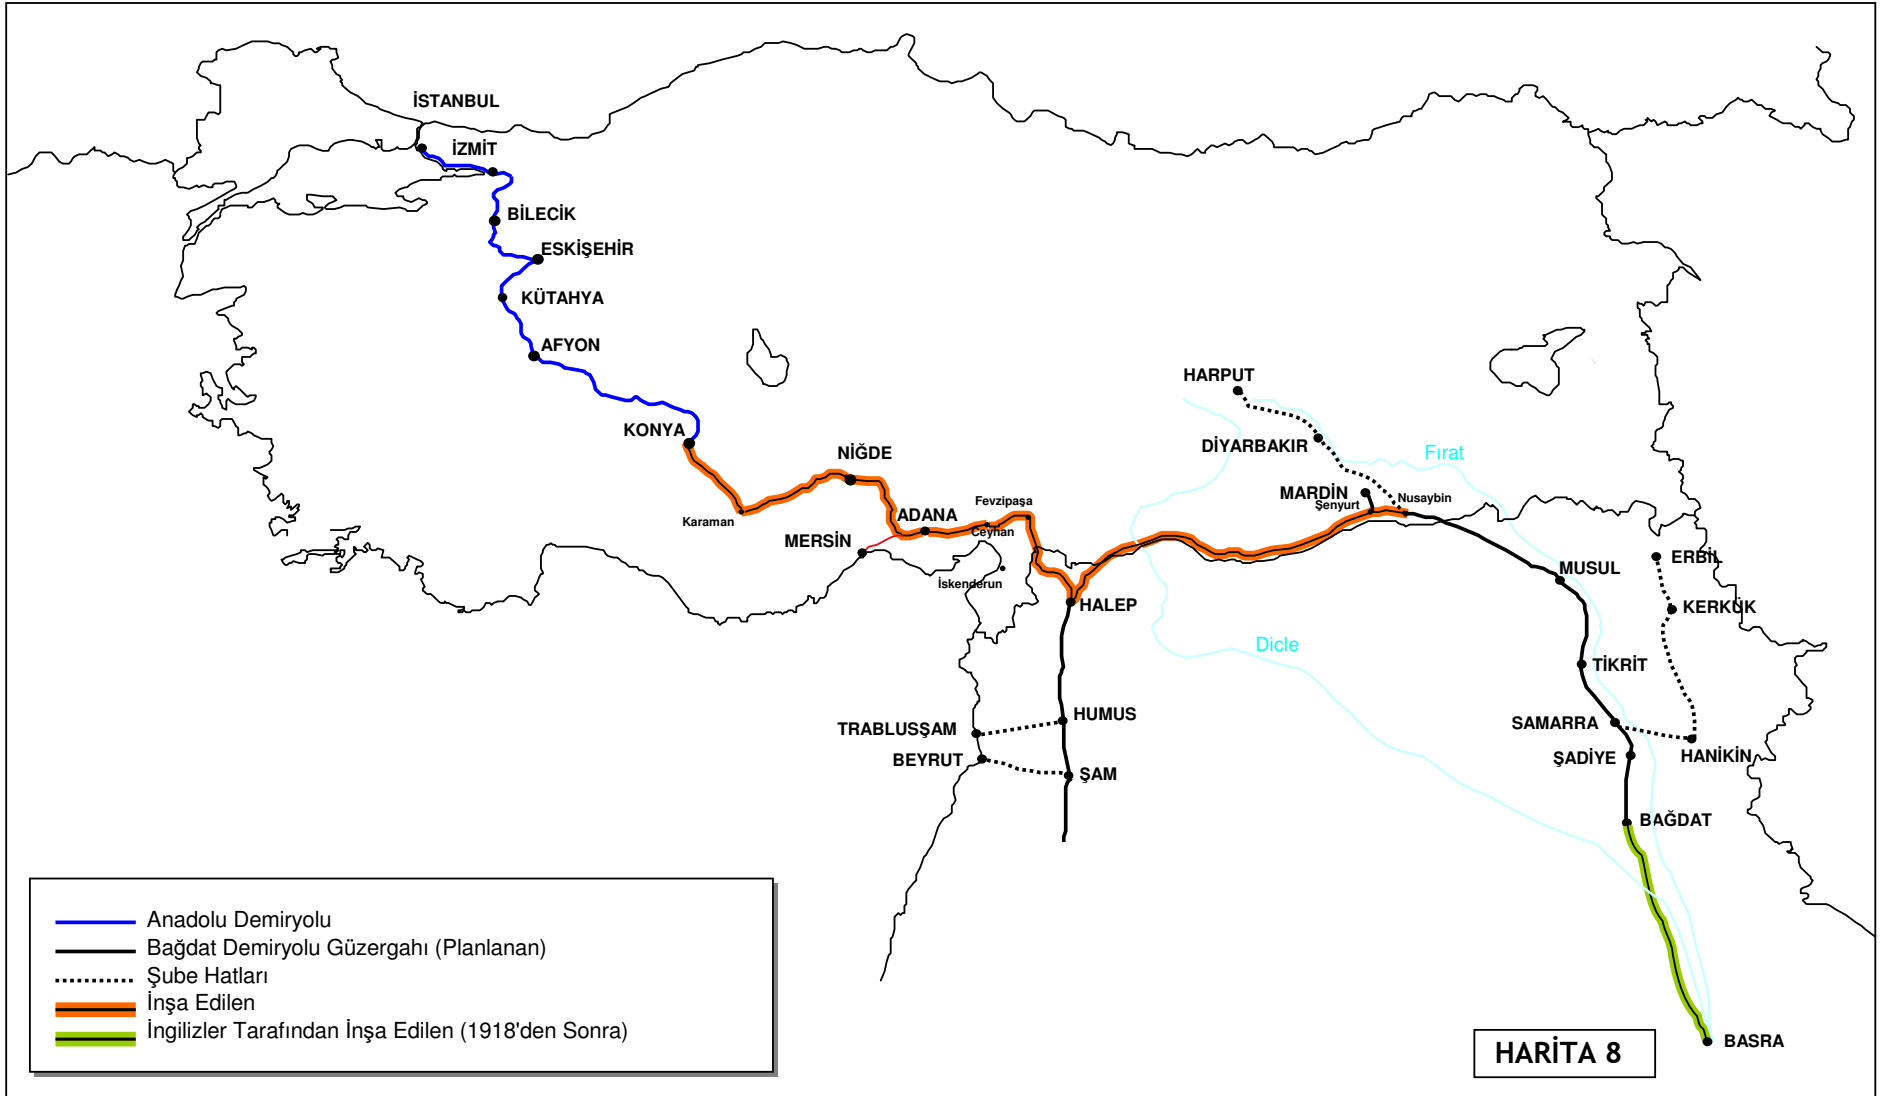 İSTANBUL
İZMİT
BİLECİK
ESKİŞEHİR
KÜTAHYA
AFYON
KONYA
Karaman
NİĞDE
MERSİN
ADANA
Ceyhan
Fevzipaşa
İskenderun
HALEP
HUMUS
TRABLUSŞAM
BEYRUT
ŞAM
HARPUT
DİYARBAKIR
MARDİN
Şenyurt
Nusaybin
Fırat
Dicle
MUSUL
ERBİL
KERKÜK
TİKRİT
SAMARRA
HANİKİN
ŞADİYE
BAĞDAT
BASRA
Anadolu Demiryolu
Bağdat Demiryolu Güzergahı (Planlanan)
Şube Hatları
İnşa Edilen
İngilizler Tarafından İnşa Edilen (1918'den Sonra)
HARİTA 8